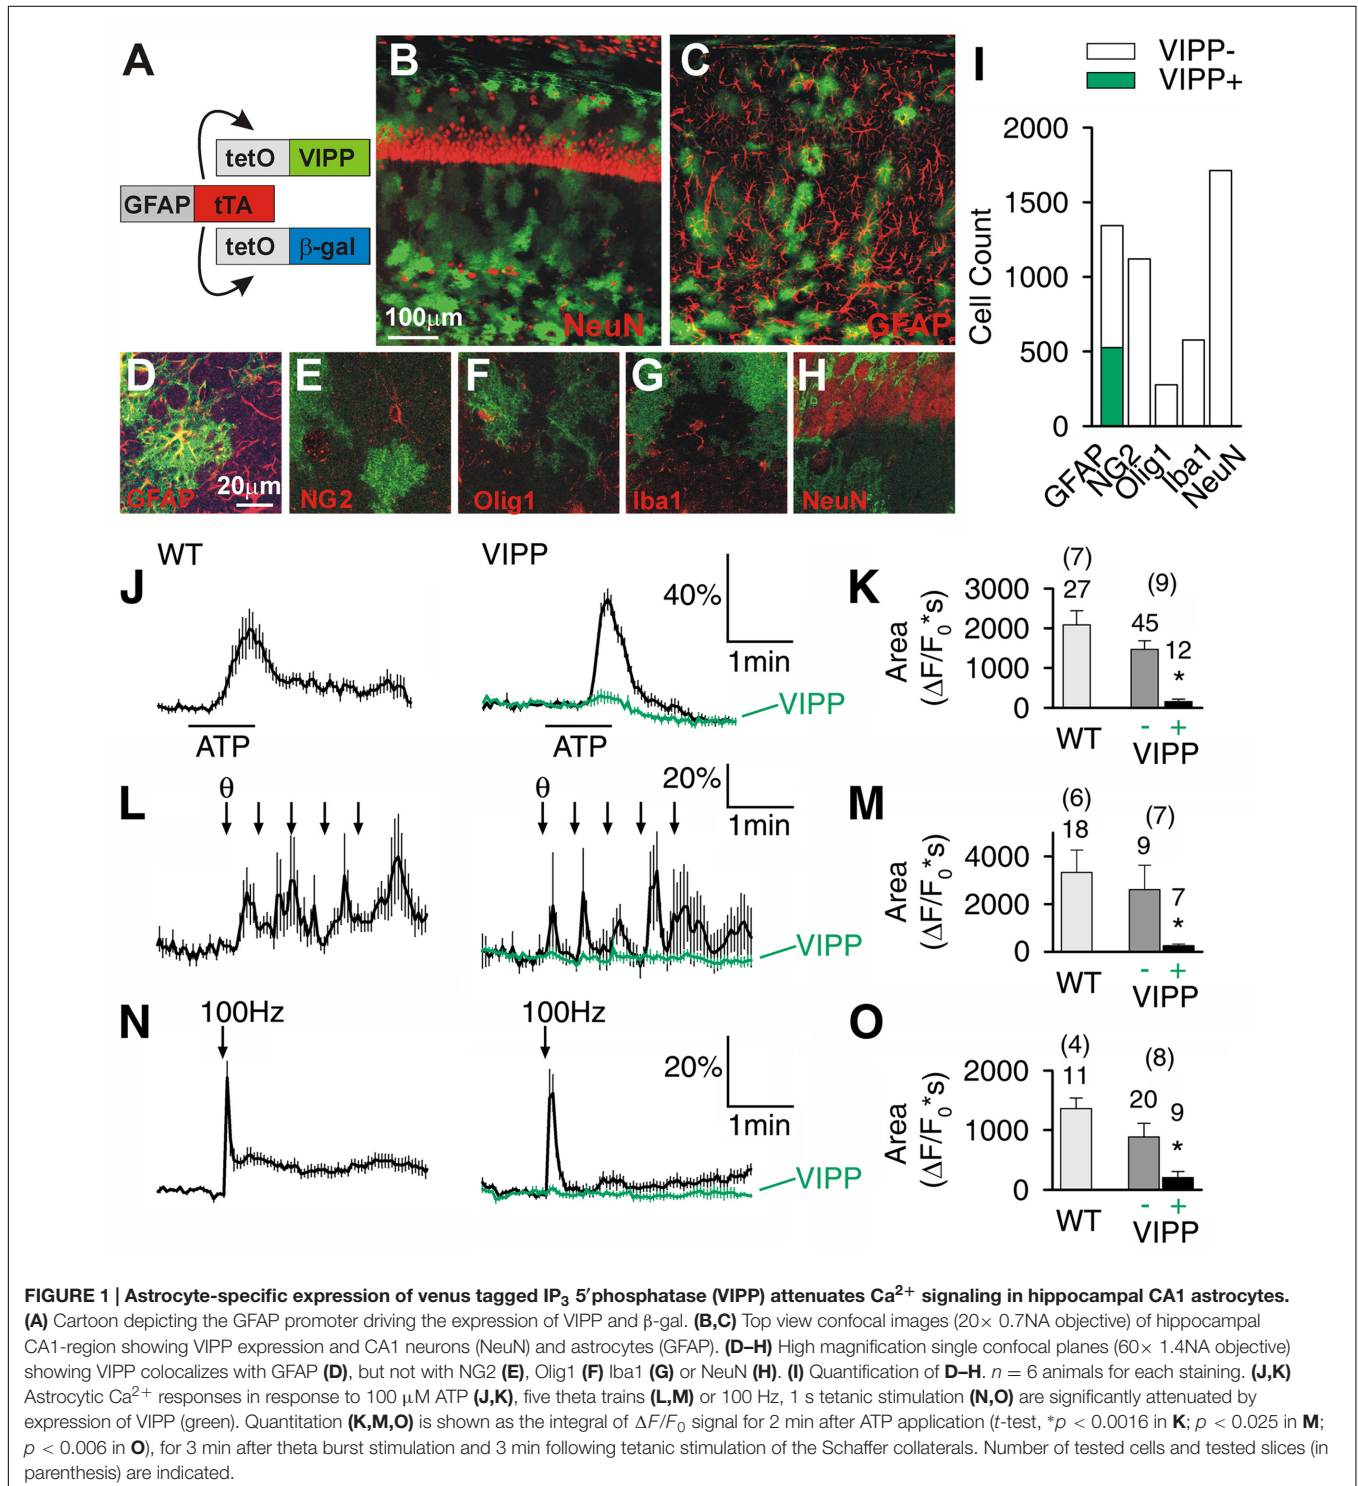 A
tetO VIPP
GFAP tTA
tetO β-gal
B
100μm
NeuN
C
GFAP
D
GFAP
20μm
E
NG2
F
Olig1
G
Iba1
H
NeuN
I
VIPP-
VIPP+
Cell Count
2000
1500
1000
500
0
GFAP
NG2
Olig1
Iba1
NeuN
J
WT
VIPP
40%
1min
VIPP
ATP
ATP
K
Area
(ΔF/F0*s)
3000
2000
1000
0
(7)
27
(9)
45
12
*
- +
WT
VIPP
L
θ
θ
20%
1min
VIPP
M
Area
(ΔF/F0*s)
4000
2000
0
(6)
18
(7)
9
7
*
- +
WT
VIPP
N
100Hz
100Hz
20%
1min
VIPP
O
Area
(ΔF/F0*s)
2000
1000
0
(4)
11
(8)
20
9
*
- +
WT
VIPP
FIGURE 1 | Astrocyte-specific expression of venus tagged IP3 5′phosphatase (VIPP) attenuates Ca2+ signaling in hippocampal CA1 astrocytes.
(A) Cartoon depicting the GFAP promoter driving the expression of VIPP and β-gal. (B,C) Top view confocal images (20× 0.7NA objective) of hippocampal
CA1-region showing VIPP expression and CA1 neurons (NeuN) and astrocytes (GFAP). (D–H) High magnification single confocal planes (60× 1.4NA objective)
showing VIPP colocalizes with GFAP (D), but not with NG2 (E), Olig1 (F) Iba1 (G) or NeuN (H). (I) Quantification of D–H. n = 6 animals for each staining. (J,K)
Astrocytic Ca2+ responses in response to 100 μM ATP (J,K), five theta trains (L,M) or 100 Hz, 1 s tetanic stimulation (N,O) are significantly attenuated by
expression of VIPP (green). Quantitation (K,M,O) is shown as the integral of ΔF/F0 signal for 2 min after ATP application (t-test, *p < 0.0016 in K; p < 0.025 in M;
p < 0.006 in O), for 3 min after theta burst stimulation and 3 min following tetanic stimulation of the Schaffer collaterals. Number of tested cells and tested slices (in
parenthesis) are indicated.